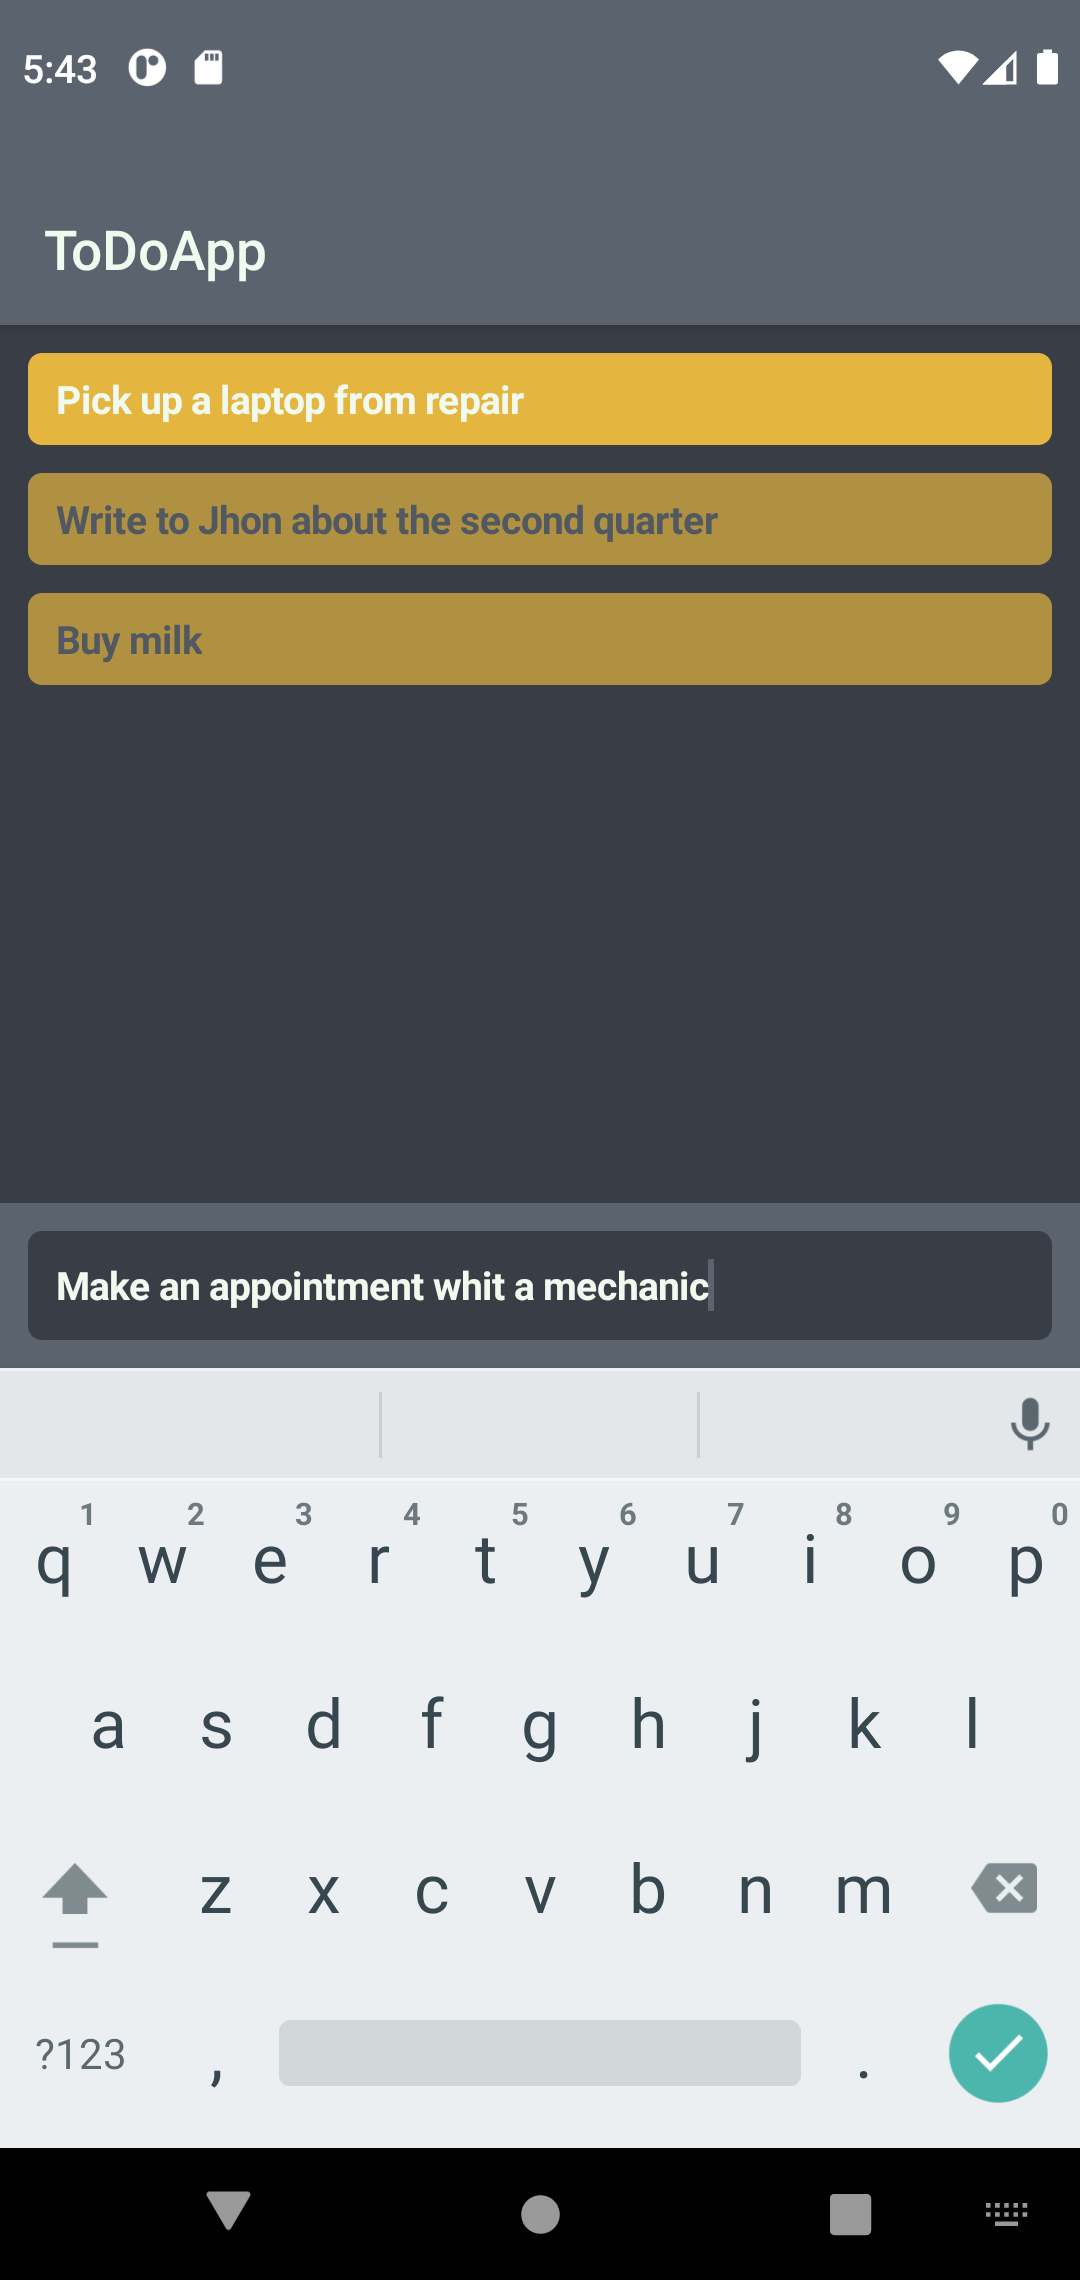 5:43
ToDoApp
Pick up a laptop from repair
Write to Jhon about the second quarter
Buy milk
Make an appointment whit a mechanic
1 2 3 4 5 6 7 8 9 0
q w e r t y u i o p
a s d f g h j k l
z x c v b n m
?123 , .